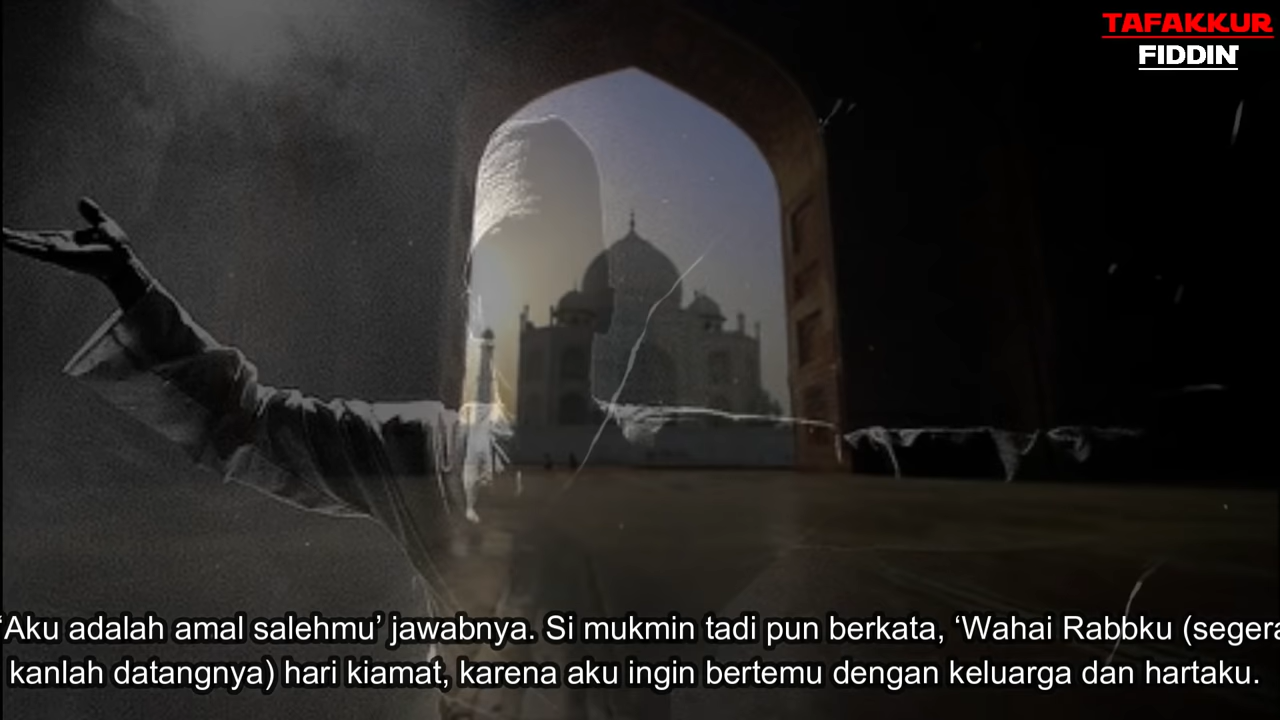 TAFAKKUR
FIDDIN
‘Aku adalah amal salehmu’ jawabnya. Si mukmin tadi pun berkata, ‘Wahai Rabbku (segera
kanlah datangnya) hari kiamat, karena aku ingin bertemu dengan keluarga dan hartaku.